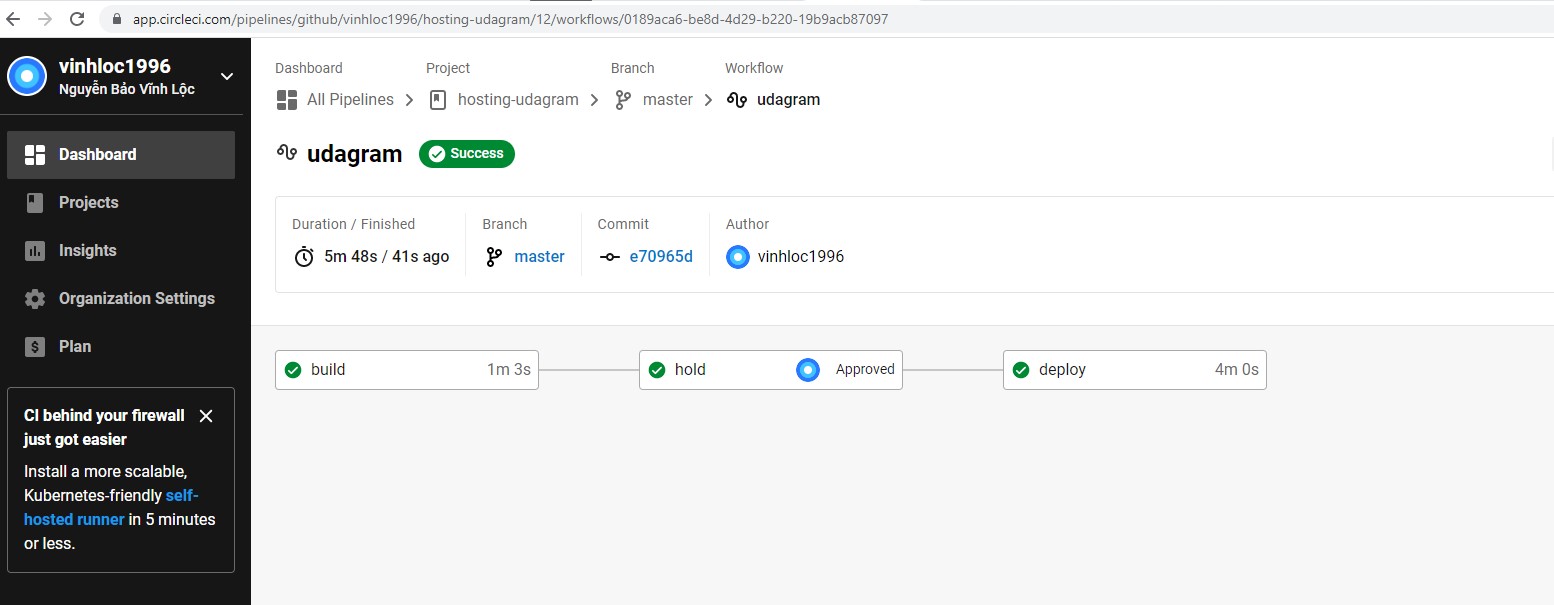 app.circleci.com/pipelines/github/vinhloc1996/hosting-udagram/12/workflows/0189aca6-be8d-4d29-b220-19b9acb87097
vinhloc1996
Nguyễn Bảo Vĩnh Lộc
Dashboard
Projects
Insights
Organization Settings
Plan
CI behind your firewall
just got easier
Install a more scalable,
Kubernetes-friendly self-
hosted runner in 5 minutes
or less.
Dashboard Project Branch Workflow
All Pipelines hosting-udagram master udagram
udagram Success
Duration / Finished Branch Commit Author
5m 48s / 41s ago master e70965d vinhloc1996
build 1m 3s hold Approved deploy 4m 0s